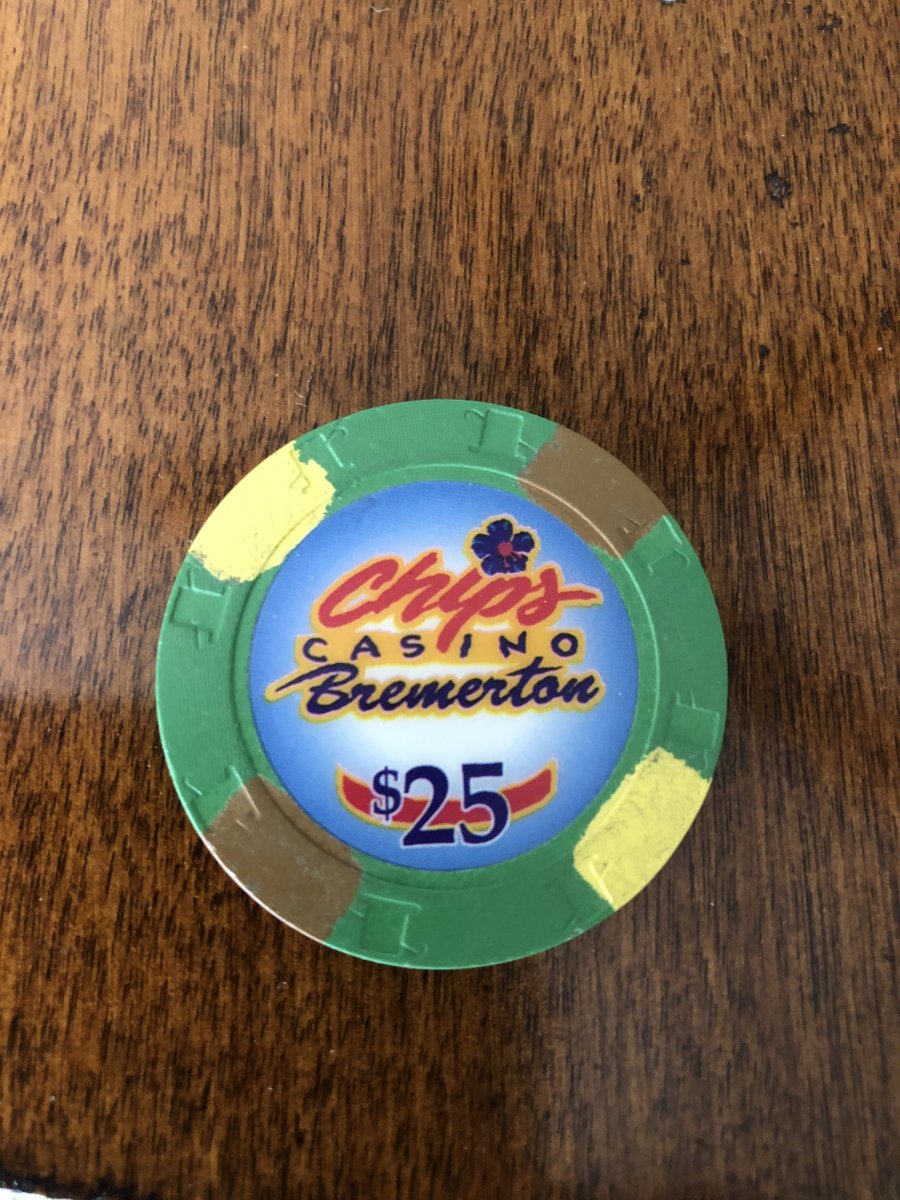 Chips
CASINO
Bremerton
$25